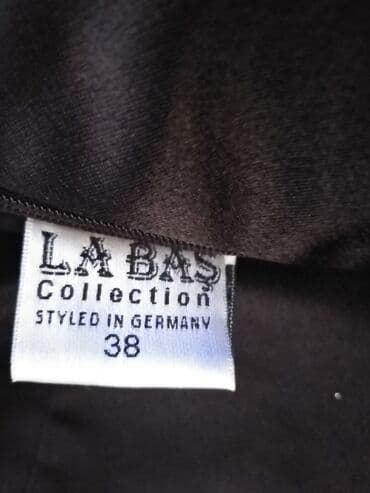 LA BAŞ
Collection
STYLED IN GERMANY
38